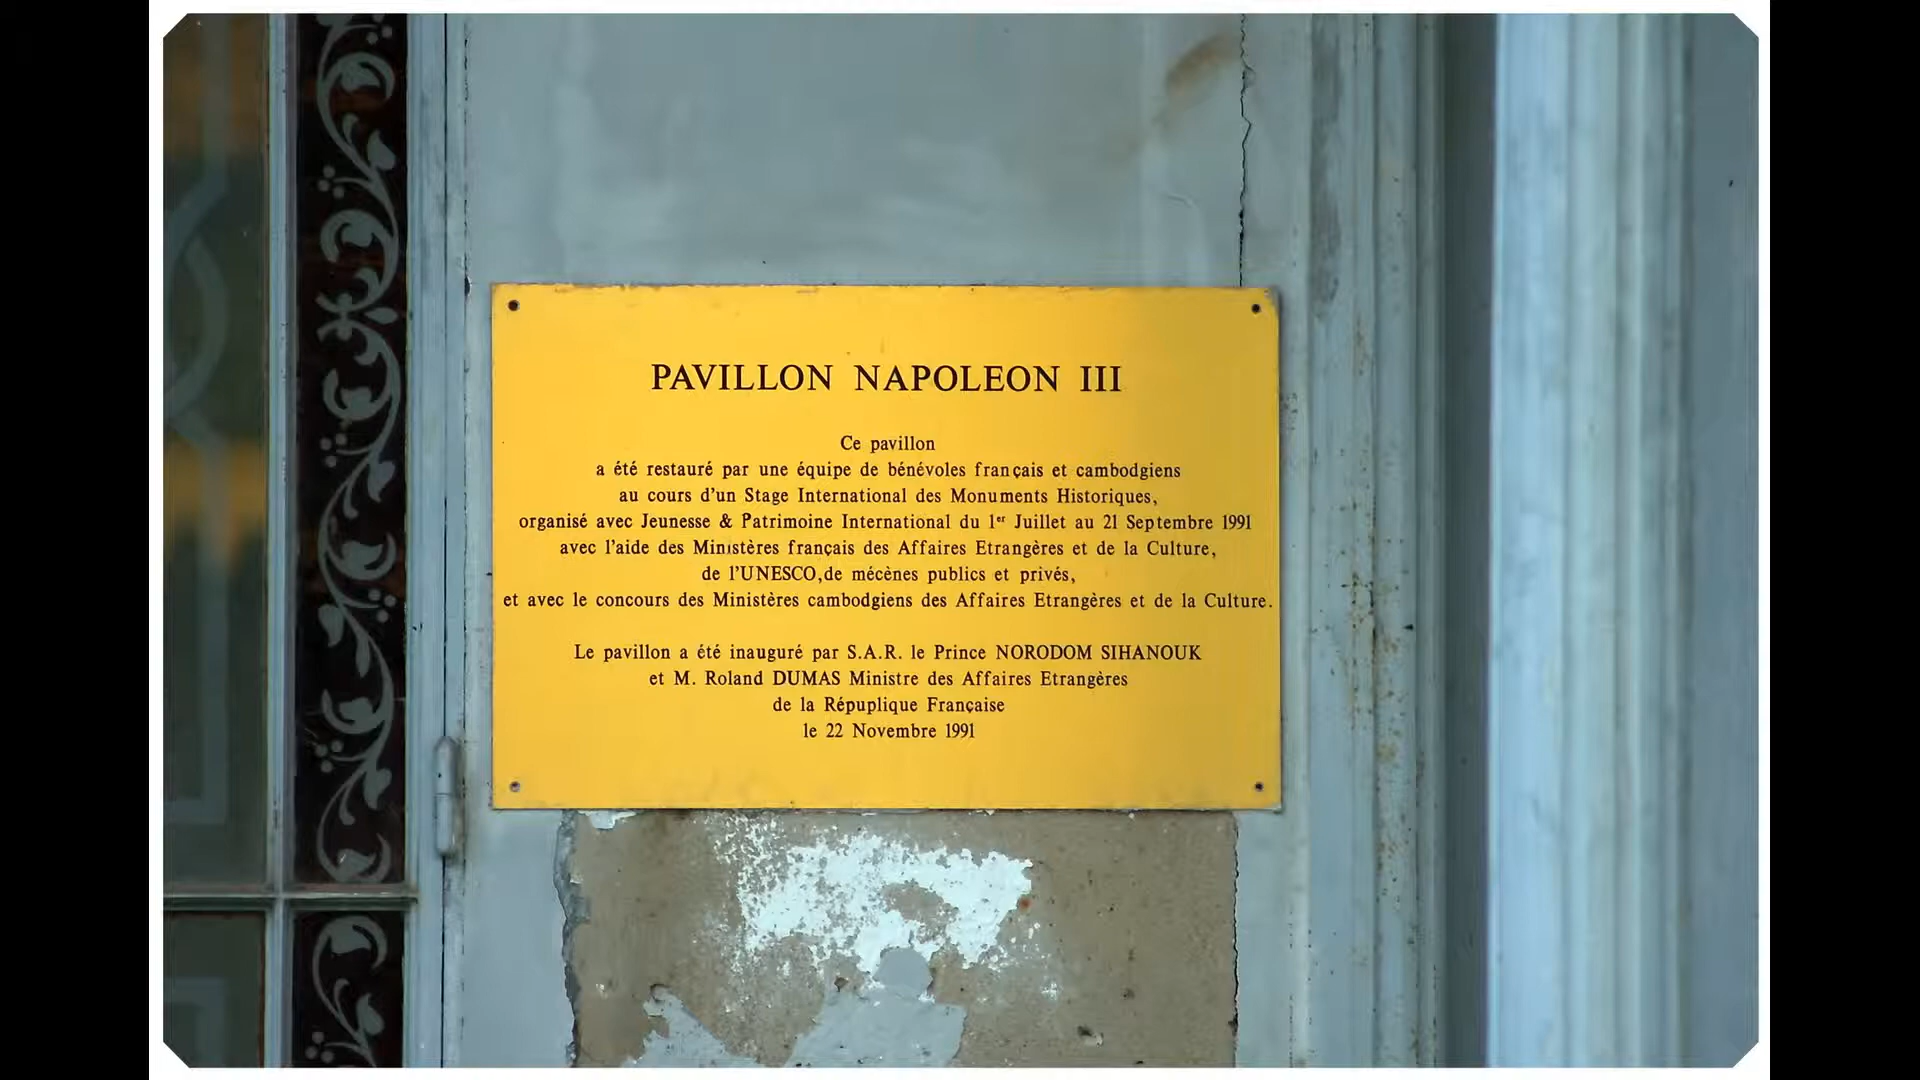 PAVILLON NAPOLEON III
Ce pavillon
a été restauré par une équipe de bénévoles français et cambodgiens
au cours d'un Stage International des Monuments Historiques,
organisé avec Jeunesse & Patrimoine International du 1er Juillet au 21 Septembre 1991
avec l'aide des Ministères français des Affaires Etrangères et de la Culture,
de l'UNESCO,de mécènes publics et privés,
et avec le concours des Ministères cambodgiens des Affaires Etrangères et de la Culture.
Le pavillon a été inauguré par S.A.R. le Prince NORODOM SIHANOUK
et M. Roland DUMAS Ministre des Affaires Etrangères
de la Répuplique Française
le 22 Novembre 1991